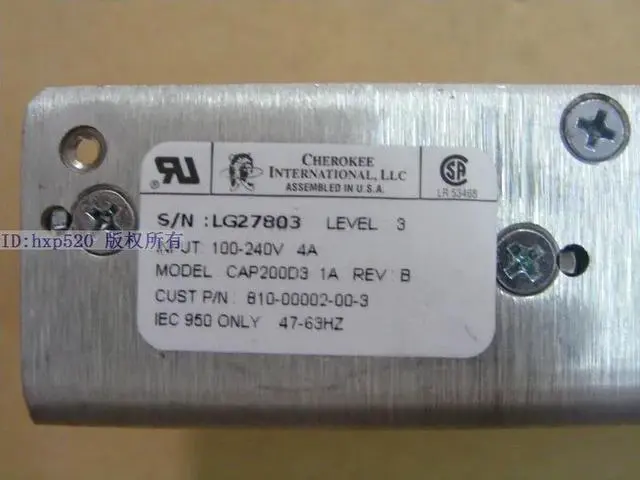 CHEROKEE
INTERNATIONAL, LLC
ASSEMBLED IN U.S.A.
LR 53468
S/N : LG27803 LEVEL 3
INPUT: 100-240V 4A
MODEL CAP200D3 1A REV: B
CUST P/N: 810-00002-00-3
IEC 950 ONLY 47-63HZ
ID:hxp520 版权所有